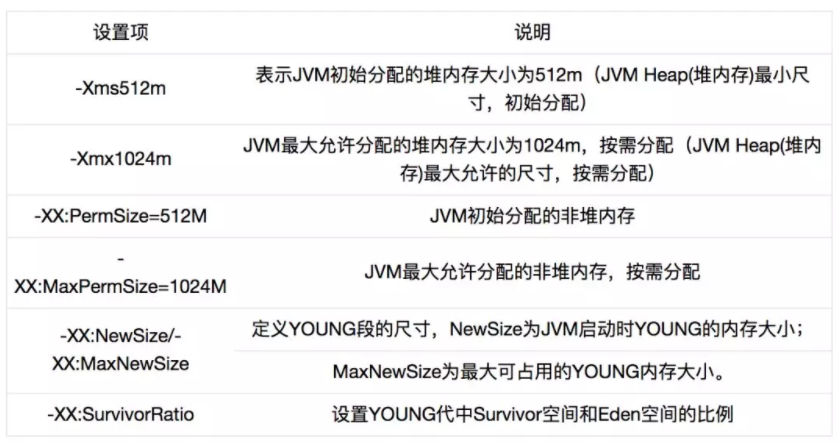 设置项
说明
-Xms512m
表示JVM初始分配的堆内存大小为512m（JVM Heap(堆内存)最小尺
寸，初始分配）
-Xmx1024m
JVM最大允许分配的堆内存大小为1024m，按需分配（JVM Heap(堆内
存)最大允许的尺寸，按需分配）
-XX:PermSize=512M
JVM初始分配的非堆内存
-
XX:MaxPermSize=1024M
JVM最大允许分配的非堆内存，按需分配
-XX:NewSize/-
XX:MaxNewSize
定义YOUNG段的尺寸，NewSize为JVM启动时YOUNG的内存大小；
MaxNewSize为最大可占用的YOUNG内存大小。
-XX:SurvivorRatio
设置YOUNG代中Survivor空间和Eden空间的比例